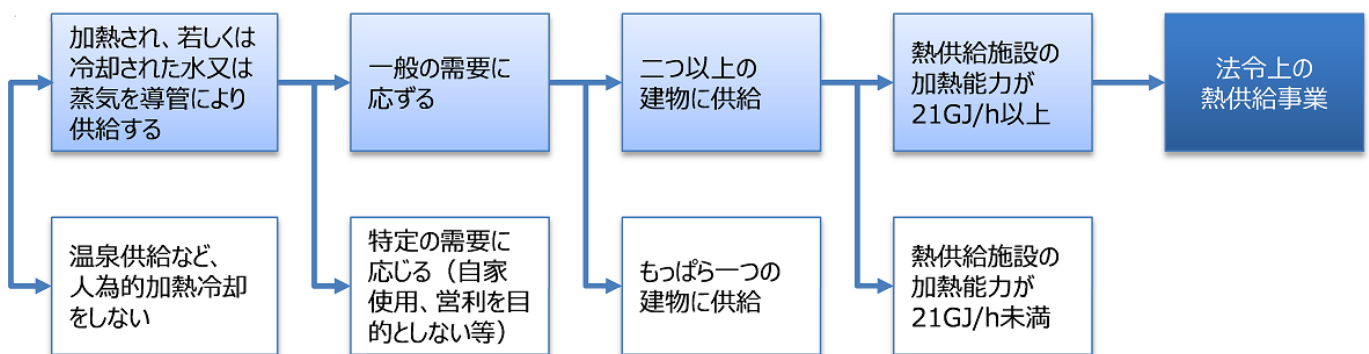 加熱され、若しくは
冷却された水又は
蒸気を導管により
供給する
一般の需要に
応ずる
二つ以上の
建物に供給
熱供給施設の
加熱能力が
21GJ/h以上
法令上の
熱供給事業
温泉供給など、
人為的加熱冷却
をしない
特定の需要に
応じる（自家
使用、営利を目
的としない等）
もっぱら一つの
建物に供給
熱供給施設の
加熱能力が
21GJ/h未満